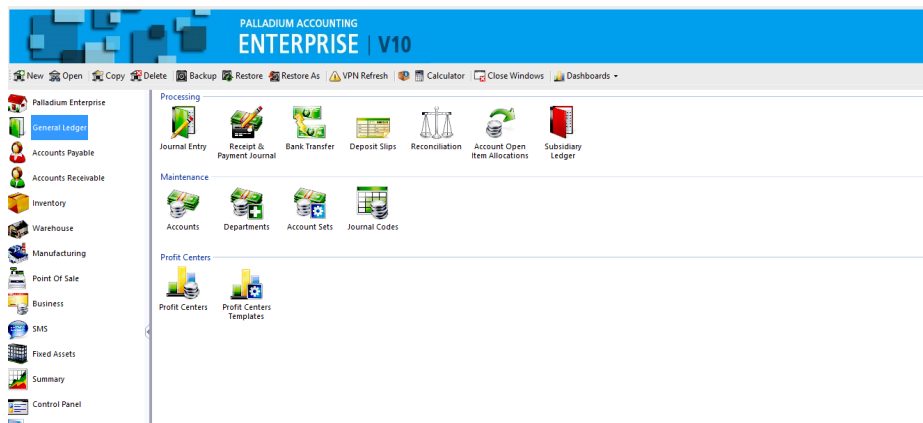 PALLADIUM ACCOUNTING
ENTERPRISE | V10
New Open Copy Delete Backup Restore Restore As VPN Refresh Calculator Close Windows Dashboards
Palladium Enterprise
General Ledger
Accounts Payable
Accounts Receivable
Inventory
Warehouse
Manufacturing
Point Of Sale
Business
SMS
Fixed Assets
Summary
Control Panel
Processing
Journal Entry Receipt & Bank Transfer Deposit Slips Reconciliation Account Open Subsidiary
Payment Journal Item Allocations Ledger
Maintenance
Accounts Departments Account Sets Journal Codes
Profit Centers
Profit Centers Profit Centers
Templates